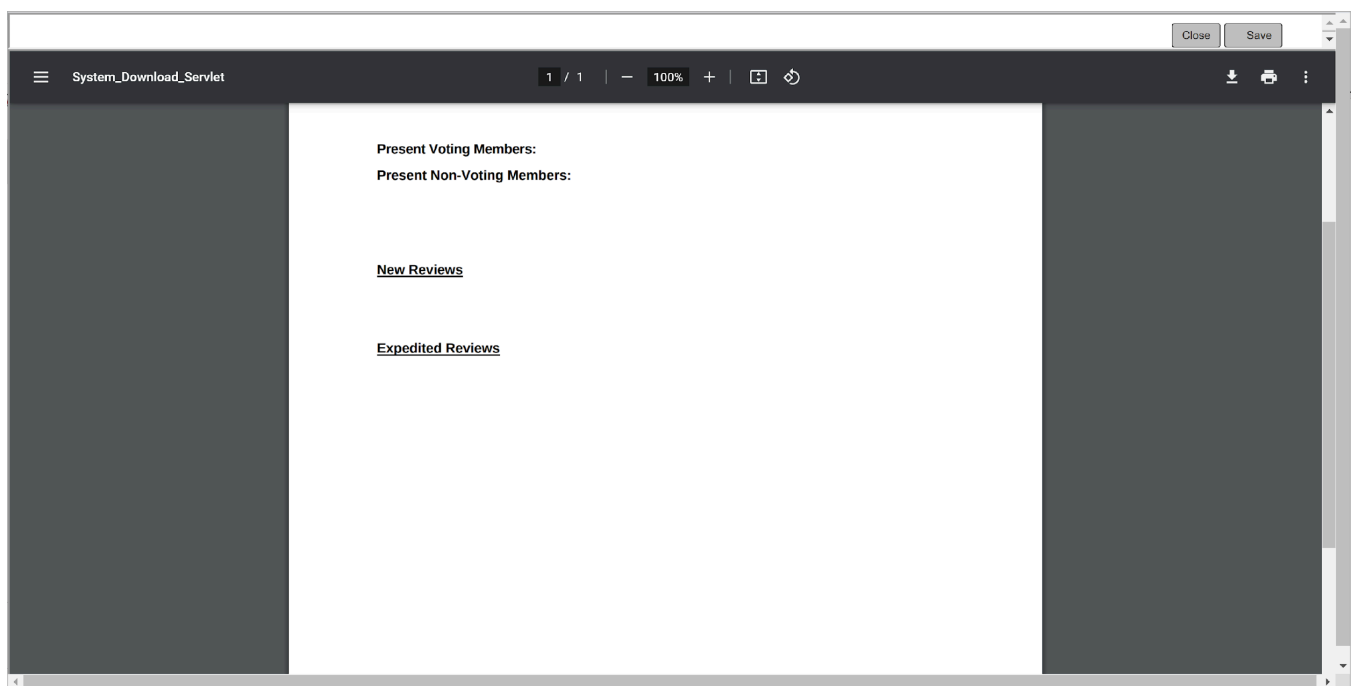 Close Save
System_Download_Servlet 1 / 1 100%
Present Voting Members:
Present Non-Voting Members:
New Reviews
Expedited Reviews